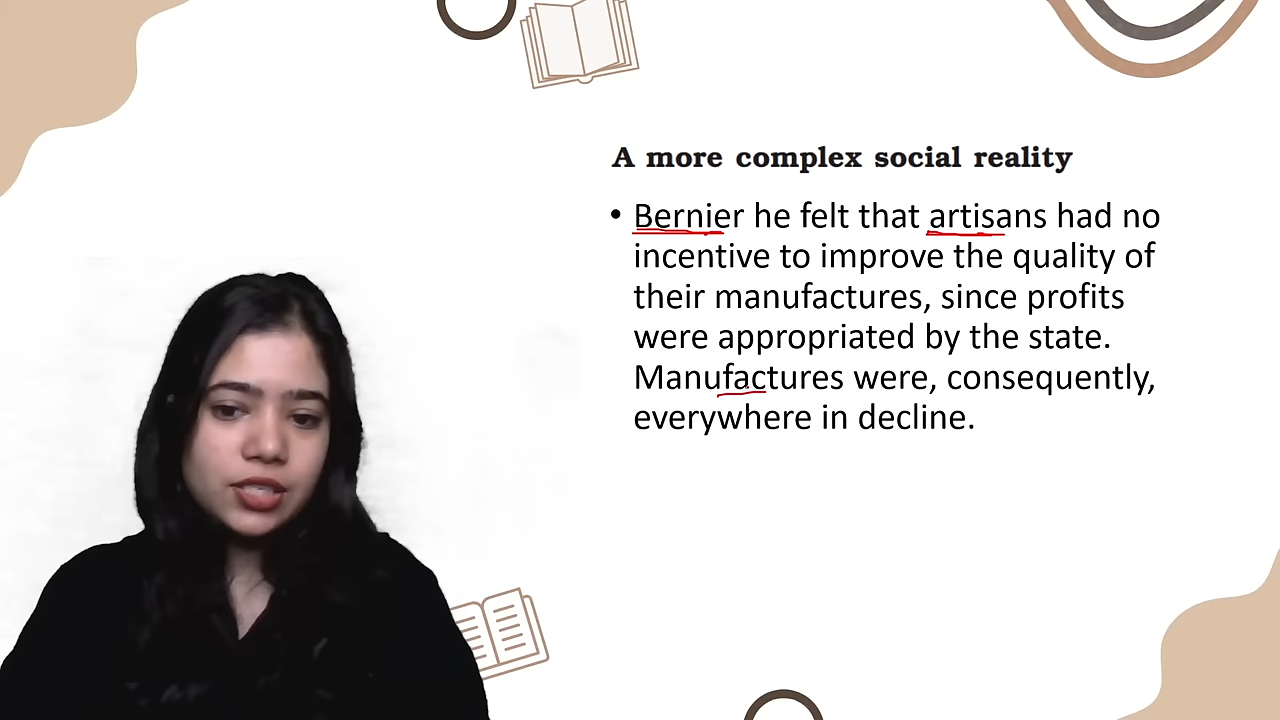 A more complex social reality
• Bernier he felt that artisans had no
incentive to improve the quality of
their manufactures, since profits
were appropriated by the state.
Manufactures were, consequently,
everywhere in decline.